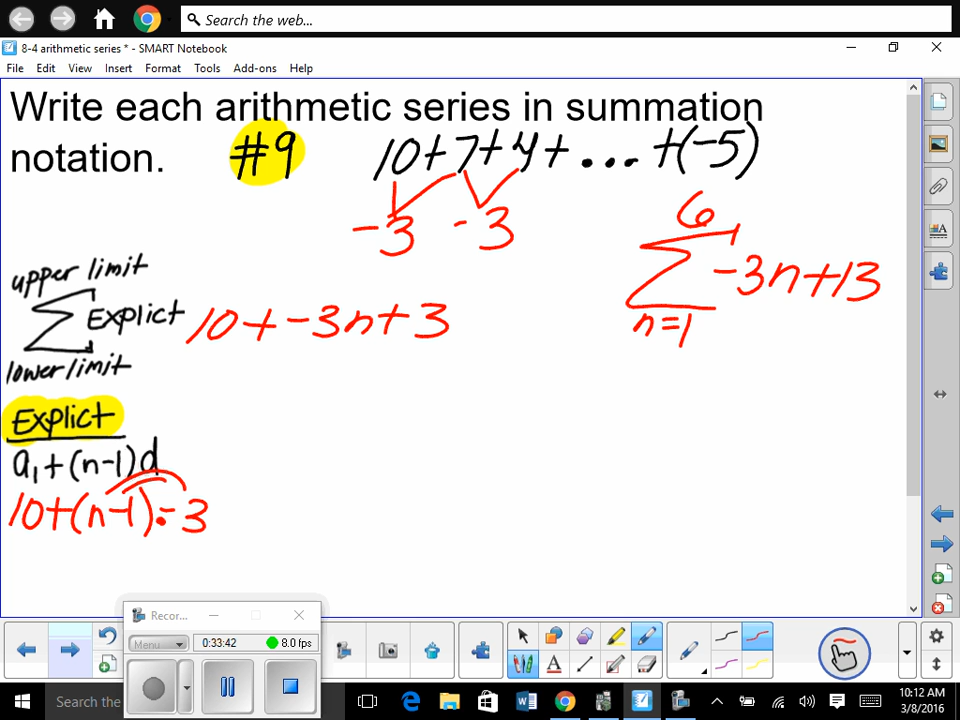 Search the web...
8-4 arithmetic series * - SMART Notebook
File Edit View Insert Format Tools Add-ons Help
Write each arithmetic series in summation
notation. #9 10+7+4+...+(-5)
-3 -3
6
Σ -3n+13
n=1
upper limit
Σ Explict 10+-3n+3
lower limit
Explict
a₁+(n-1)d
10+(n-1)·-3
Recor...
Menu 0:33:42 8.0 fps
Search the
10:12 AM
3/8/2016